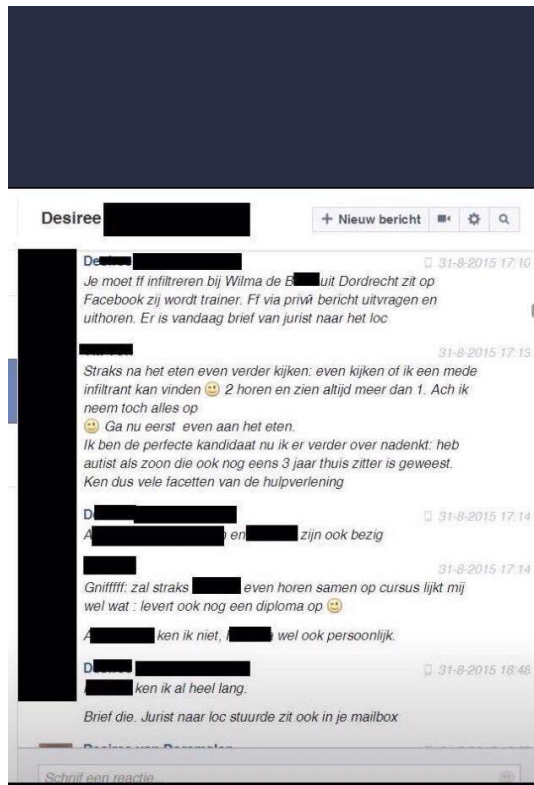 Desiree
+ Nieuw bericht
31-8-2015 17:10
Je moet ff infiltreren bij Wilma de B uit Dordrecht zit op
Facebook zij wordt trainer. Ff via privй bericht uitvragen en
uithoren. Er is vandaag brief van jurist naar het loc
31-8-2015 17:13
Straks na het eten even verder kijken: even kijken of ik een mede
infiltrant kan vinden 🙂 2 horen en zien altijd meer dan 1. Ach ik
neem toch alles op
🙂 Ga nu eerst even aan het eten.
Ik ben de perfecte kandidaat nu ik er verder over nadenkt: heb
autist als zoon die ook nog eens 3 jaar thuis zitter is geweest.
Ken dus vele facetten van de hulpverlening
D
31-8-2015 17:14
A en zijn ook bezig
31-8-2015 17:14
Gnifffff: zal straks even horen samen op cursus lijkt mij
wel wat : levert ook nog een diploma op 🙂
A ken ik niet, wel ook persoonlijk.
D
31-8-2015 18:48
ken ik al heel lang.
Brief die. Jurist naar loc stuurde zit ook in je mailbox
Schrijf een reactie...